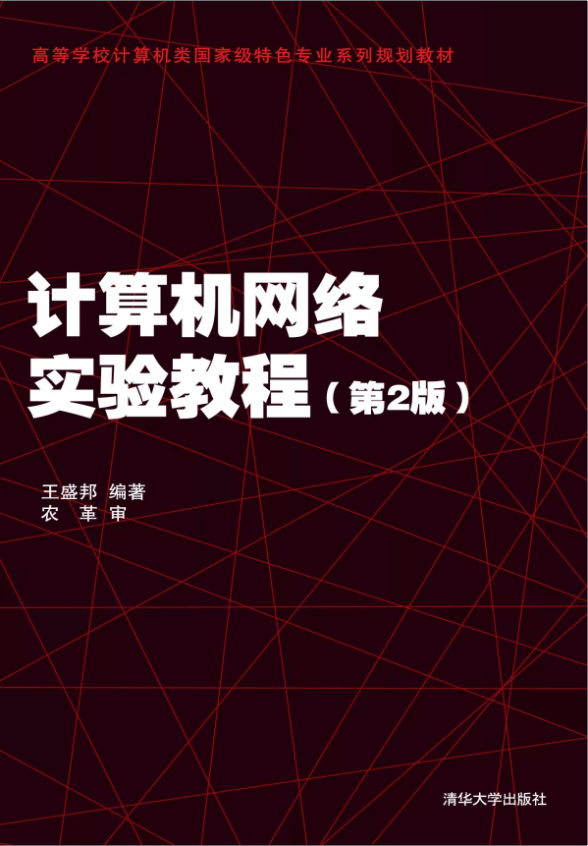 高等学校计算机类国家级特色专业系列规划教材
计算机网络
实验教程（第2版）
王盛邦 编著
农 革 审
清华大学出版社